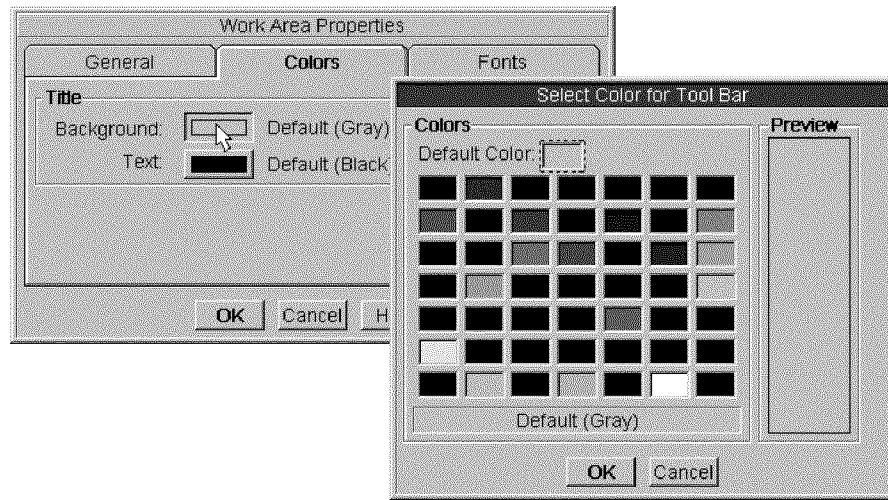 Work Area Properties
General Colors Fonts
Title
Background: Default (Gray)
Text: Default (Black
OK Cancel H
Select Color for Tool Bar
Colors
Default Color:
Default (Gray)
Preview
OK Cancel